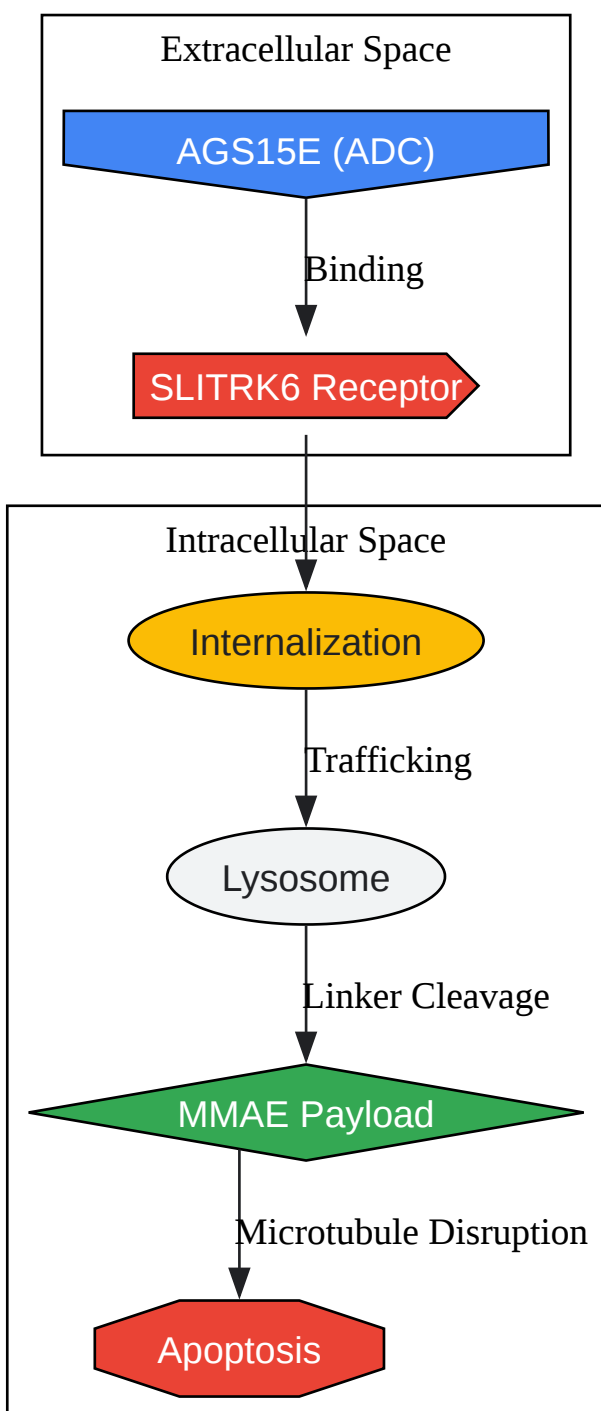 Extracellular Space
AGS15E (ADC)
Binding
SLITRK6 Receptor
Intracellular Space
Internalization
Trafficking
Lysosome
Linker Cleavage
MMAE Payload
Microtubule Disruption
Apoptosis